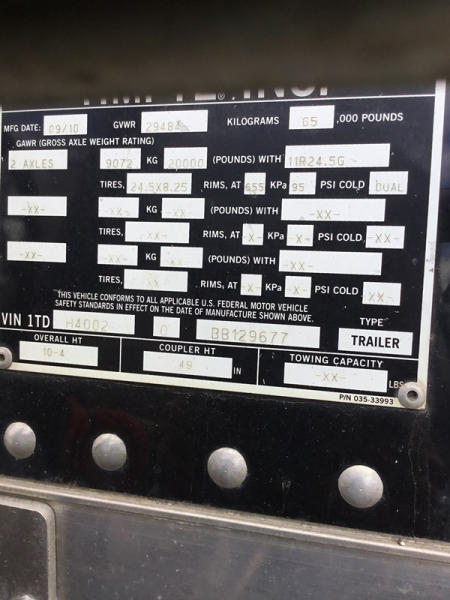 TIMPTE, INC.
MFG DATE: 09/10 GVWR 29484 KILOGRAMS 65 ,000 POUNDS
GAWR (GROSS AXLE WEIGHT RATING)
2 AXLES 9072 KG 20000 (POUNDS) WITH 11R24.5G
TIRES, 24.5X8.25 RIMS, AT 655 KPa 95 PSI COLD DUAL
-XX- -XX- KG -XX- (POUNDS) WITH -XX-
TIRES, -XX- RIMS, AT -X- KPa -X- PSI COLD -XX-
-XX- -XX- KG -XX- (POUNDS) WITH -XX-
TIRES, -XX- RIMS, AT -X- KPa -X- PSI COLD -XX-
THIS VEHICLE CONFORMS TO ALL APPLICABLE U.S. FEDERAL MOTOR VEHICLE
SAFETY STANDARDS IN EFFECT ON THE DATE OF MANUFACTURE SHOWN ABOVE.
VIN 1TD H4002 0 BB129677 TYPE TRAILER
OVERALL HT 10-4 COUPLER HT 49 IN TOWING CAPACITY -XX- LBS
P/N 035-33993